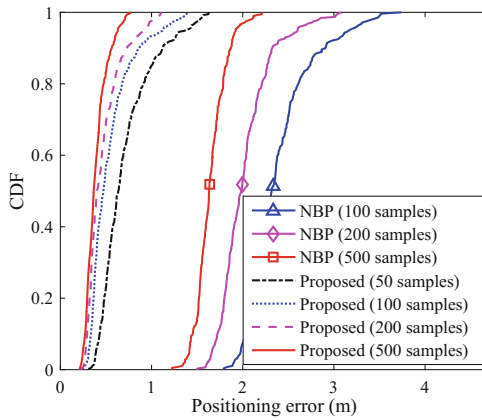 1
0.8
0.6
0.4
0.2
0
CDF
NBP (100 samples)
NBP (200 samples)
NBP (500 samples)
Proposed (50 samples)
Proposed (100 samples)
Proposed (200 samples)
Proposed (500 samples)
0 1 2 3 4
Positioning error (m)